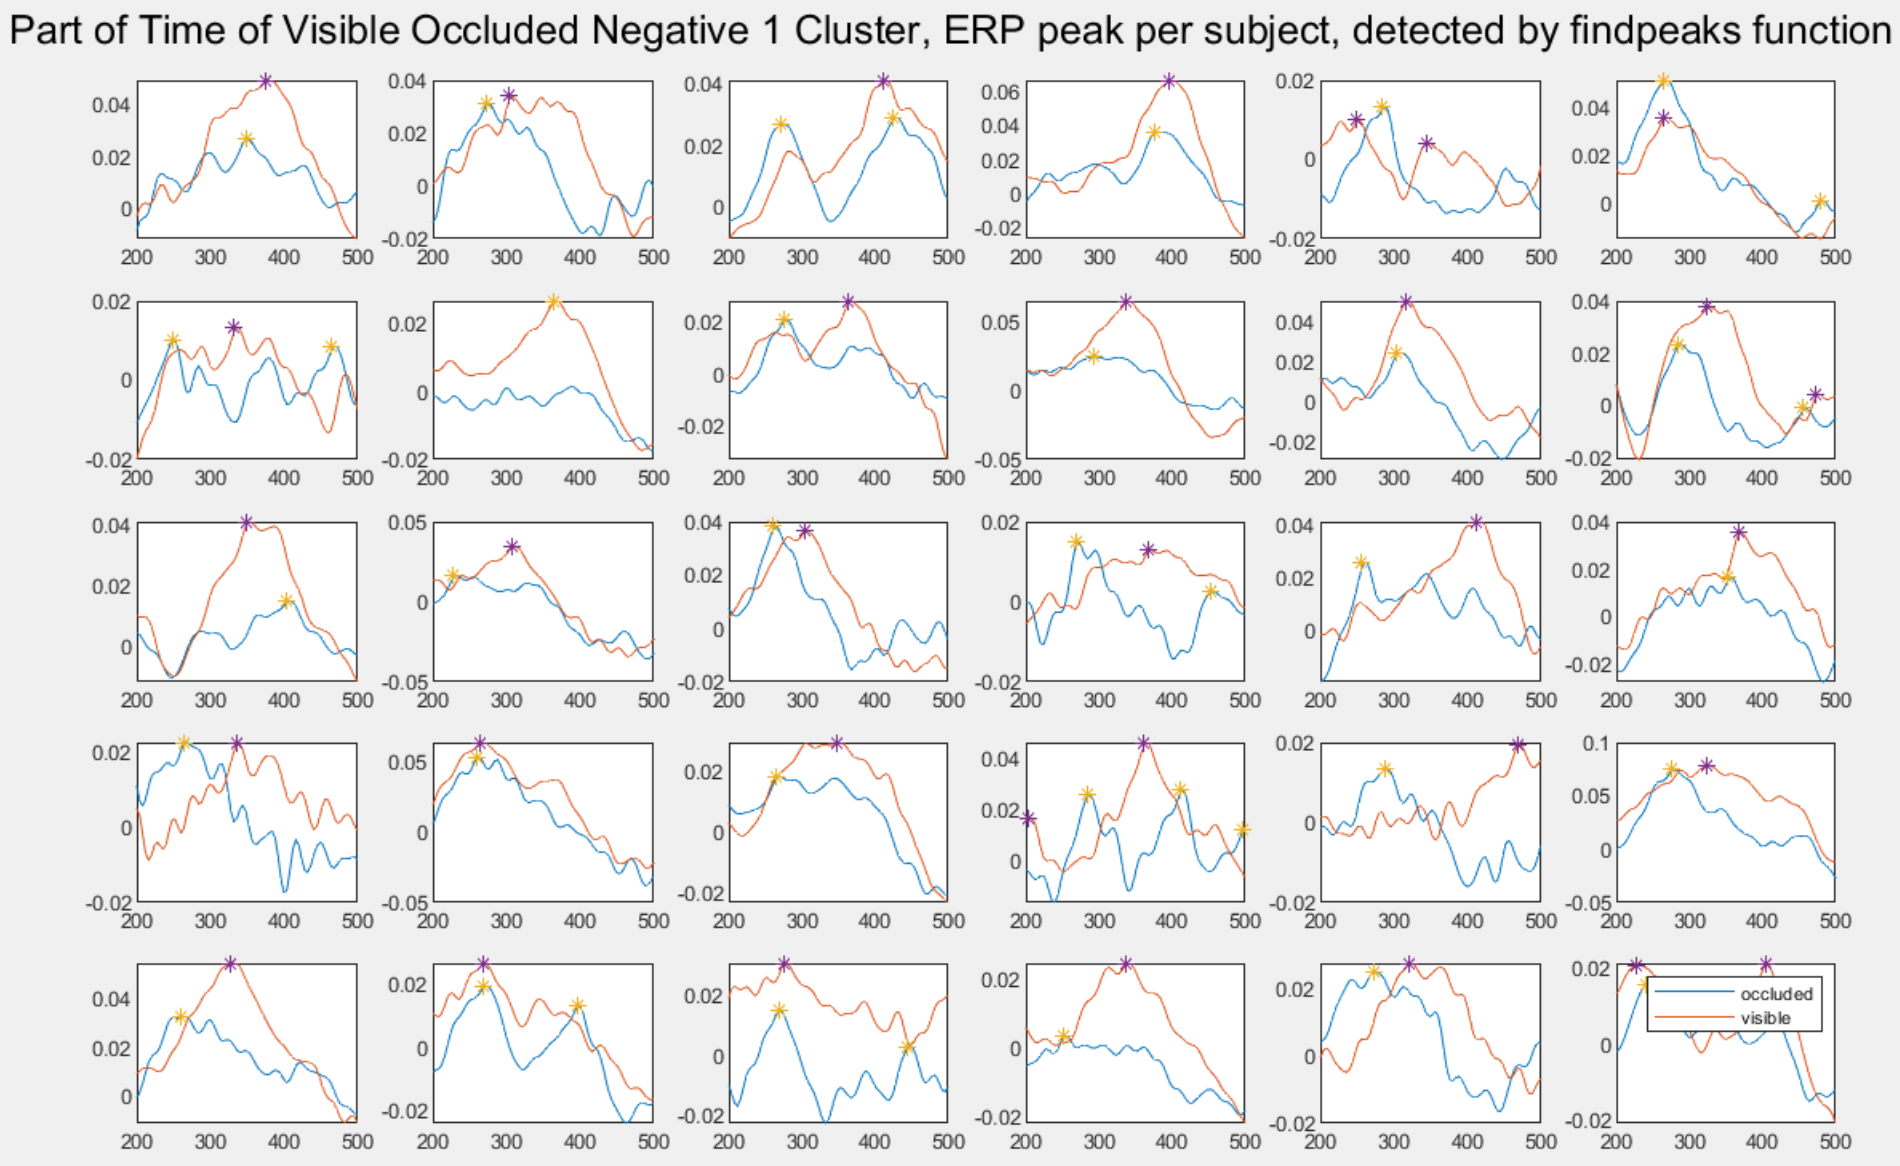 Part of Time of Visible Occluded Negative 1 Cluster, ERP peak per subject, detected by findpeaks function
0.04 0.02 0 200 300 400 500
0.04 0.02 0 -0.02 200 300 400 500
0.04 0.02 0 200 300 400 500
0.06 0.04 0.02 0 -0.02 200 300 400 500
0.02 0 -0.02 200 300 400 500
0.04 0.02 0 200 300 400 500
0.02 0 -0.02 200 300 400 500
0.02 0 -0.02 200 300 400 500
0.02 0 -0.02 200 300 400 500
0.05 0 -0.05 200 300 400 500
0.04 0.02 0 -0.02 200 300 400 500
0.04 0.02 0 -0.02 200 300 400 500
0.04 0.02 0 200 300 400 500
0.05 0 -0.05 200 300 400 500
0.04 0.02 0 -0.02 200 300 400 500
0.02 0 -0.02 200 300 400 500
0.04 0.02 0 200 300 400 500
0.04 0.02 0 -0.02 200 300 400 500
0.02 0 -0.02 200 300 400 500
0.05 0 -0.05 200 300 400 500
0.02 0 -0.02 200 300 400 500
0.04 0.02 0 200 300 400 500
0.02 0 -0.02 200 300 400 500
0.1 0.05 0 -0.05 200 300 400 500
0.04 0.02 0 200 300 400 500
0.02 0 -0.02 200 300 400 500
0.02 0 -0.02 200 300 400 500
0.02 0 -0.02 200 300 400 500
0.02 0 -0.02 200 300 400 500
0.02 0 -0.02 200 300 400 500
occluded
visible